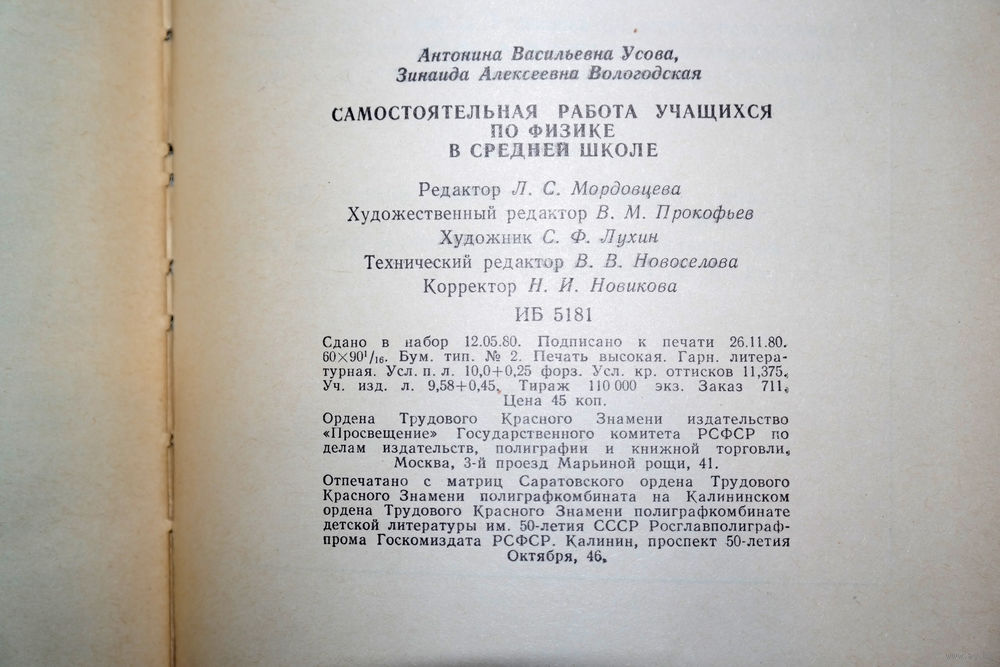 Антонина Васильевна Усова,
Зинаида Алексеевна Вологодская
САМОСТОЯТЕЛЬНАЯ РАБОТА УЧАЩИХСЯ
ПО ФИЗИКЕ
В СРЕДНЕЙ ШКОЛЕ
Редактор Л. С. Мордовцева
Художественный редактор В. М. Прокофьев
Художник С. Ф. Лухин
Технический редактор В. В. Новоселова
Корректор Н. И. Новикова
ИБ 5181
Сдано в набор 12.05.80. Подписано к печати 26.11.80.
60×90¹/₁₆. Бум. тип. № 2. Печать высокая. Гарн. литера-
турная. Усл. п. л. 10,0+0,25 форз. Усл. кр. оттисков 11,375.
Уч. изд. л. 9,58+0,45. Тираж 110 000 экз. Заказ 711.
Цена 45 коп.
Ордена Трудового Красного Знамени издательство
«Просвещение» Государственного комитета РСФСР по
делам издательств, полиграфии и книжной торговли.
Москва, 3-й проезд Марьиной рощи, 41.
Отпечатано с матриц Саратовского ордена Трудового
Красного Знамени полиграфкомбината на Калининском
ордена Трудового Красного Знамени полиграфкомбинате
детской литературы им. 50-летия СССР Росглавполиграф-
прома Госкомиздата РСФСР. Калинин, проспект 50-летия
Октября, 46.